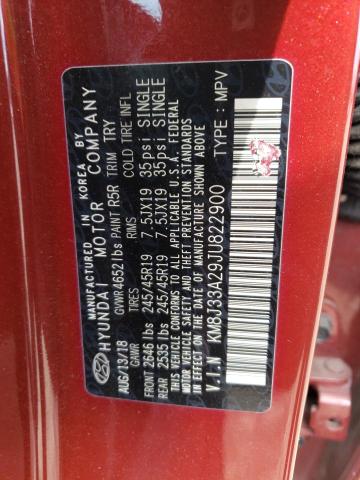 MANUFACTURED IN KOREA BY
HYUNDAI MOTOR COMPANY
AUG/13/18 GVWR 4652lbs PAINT R5R TRIM TRY
TIRES RIMS COLD TIRE INFL
FRONT 2646 lbs 245/45R19 7.5JX19 35psi SINGLE
REAR 2535 lbs 245/45R19 7.5JX19 35psi SINGLE
THIS VEHICLE CONFORMS TO ALL APPLICABLE U.S.A. FEDERAL
MOTOR VEHICLE SAFETY, BUMPER, AND THEFT PREVENTION STANDARDS
IN EFFECT ON THE DATE OF MANUFACTURE SHOWN ABOVE
V.I.N KM8J33A29JU822900 TYPE: MPV